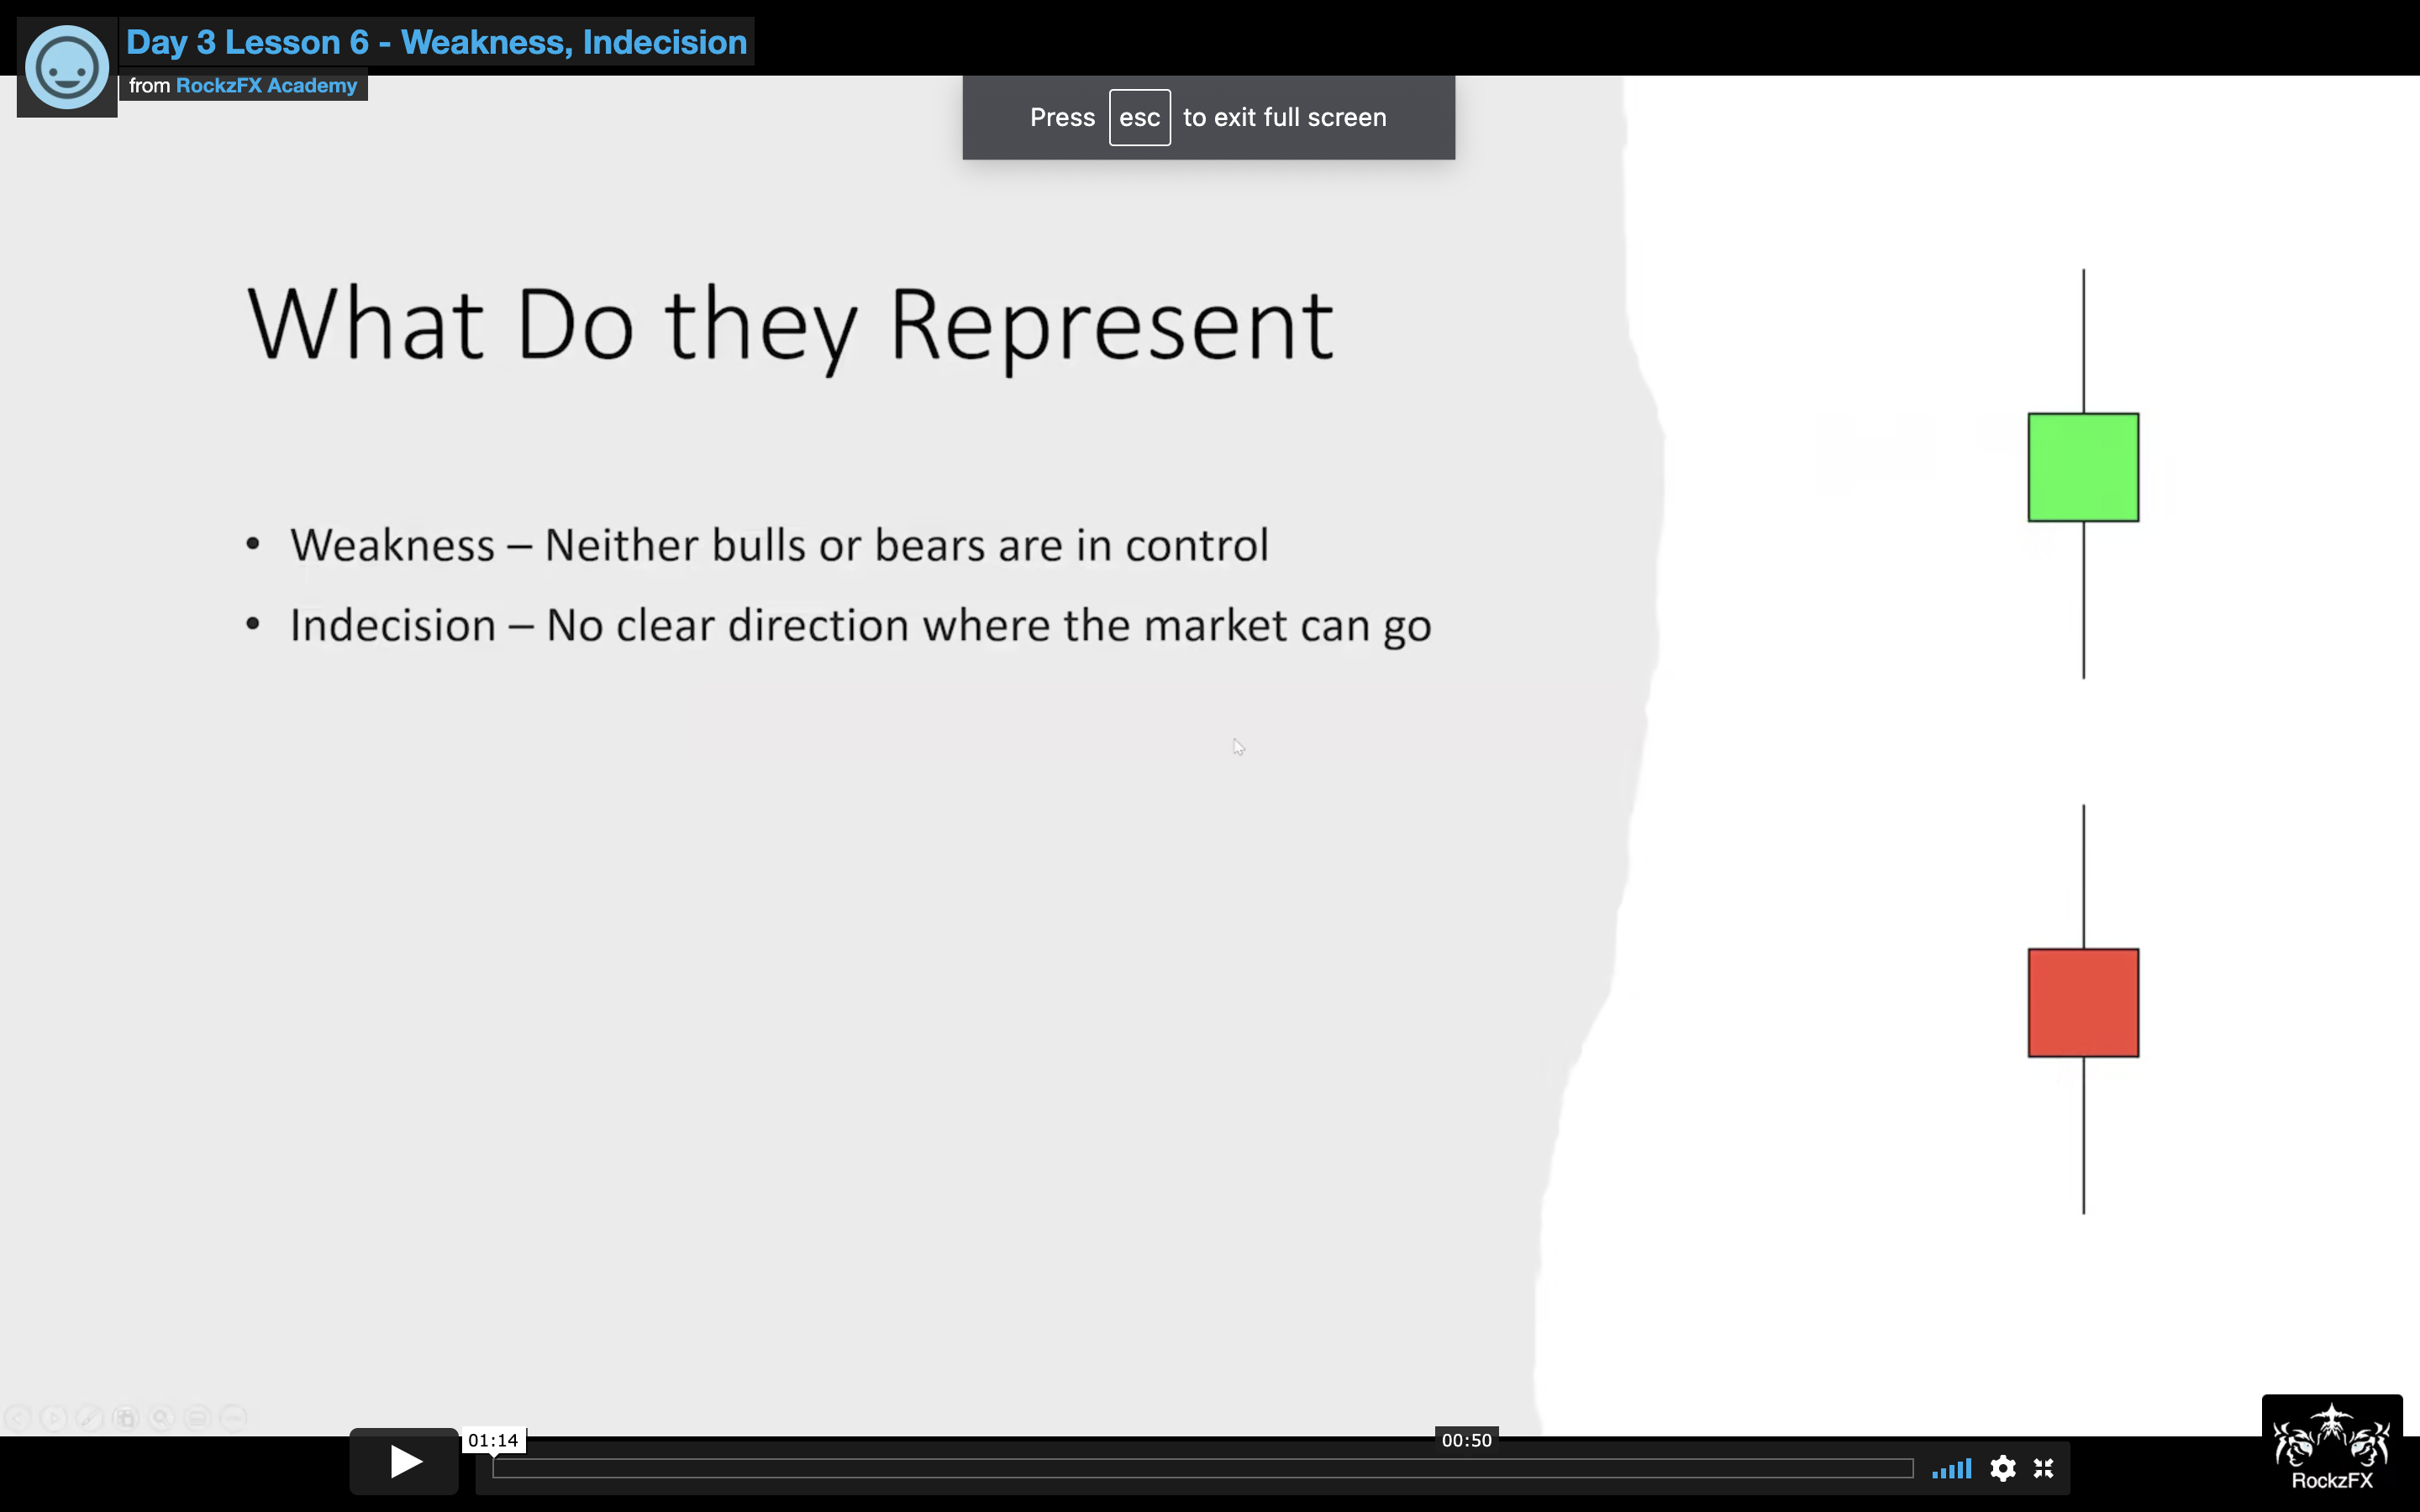 Day 3 Lesson 6 - Weakness, Indecision
from RockzFX Academy
Press esc to exit full screen
What Do they Represent
• Weakness – Neither bulls or bears are in control
• Indecision – No clear direction where the market can go
01:14
00:50
RockzFX